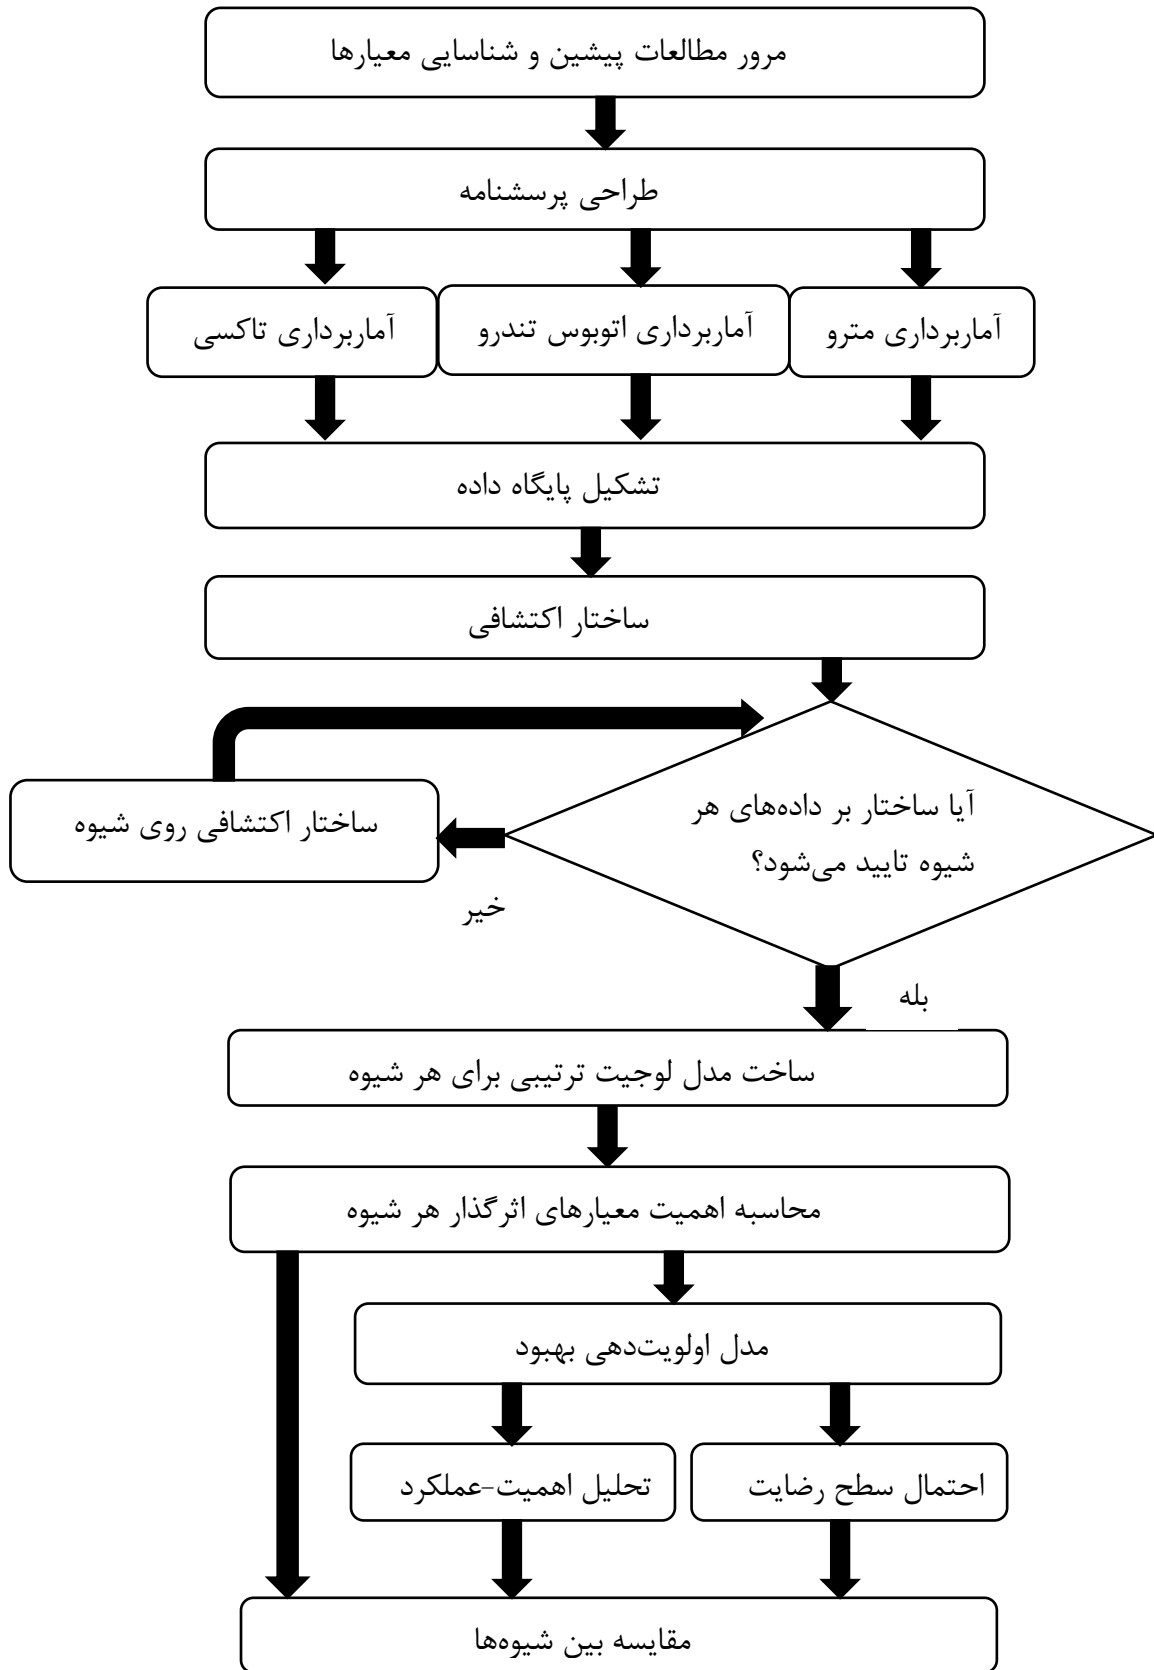 مرور مطالعات پیشین و شناسایی معیارها
طراحی پرسشنامه
آماربرداری مترو
آماربرداری اتوبوس تندرو
آماربرداری تاکسی
تشکیل پایگاه داده
ساختار اکتشافی
آیا ساختار بر داده‌های هر
شیوه تایید می‌شود؟
ساختار اکتشافی روی شیوه
خیر
بله
ساخت مدل لوجیت ترتیبی برای هر شیوه
محاسبه اهمیت معیارهای اثرگذار هر شیوه
مدل اولویت‌دهی بهبود
احتمال سطح رضایت
تحلیل اهمیت-عملکرد
مقایسه بین شیوه‌ها